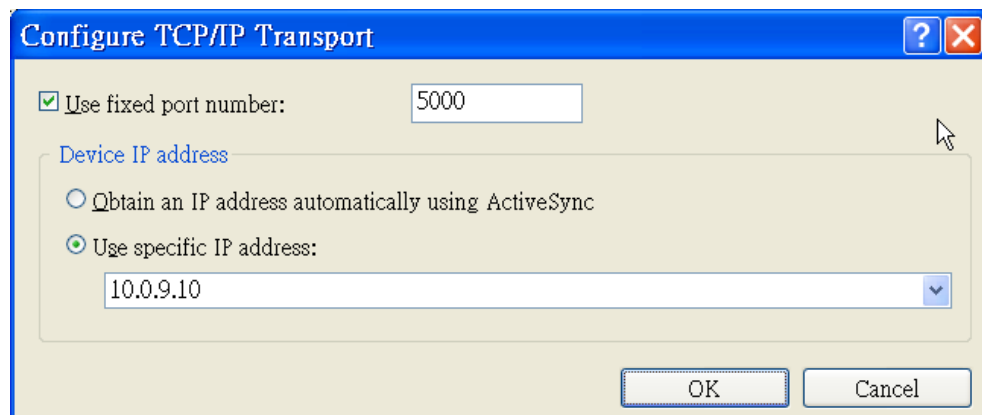 Configure TCP/IP Transport
Use fixed port number: 5000
Device IP address
Obtain an IP address automatically using ActiveSync
Use specific IP address:
10.0.9.10
OK Cancel